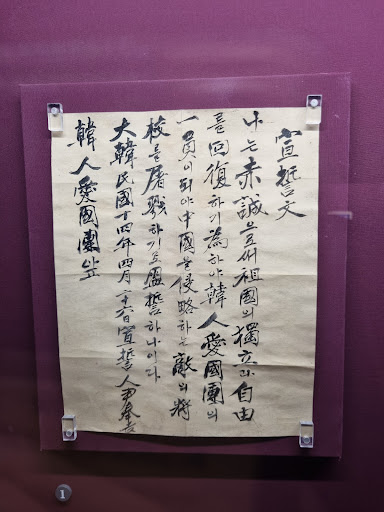 宣誓文
나는 赤誠으로써 祖國의 獨立과 自由
를 回復하기 爲하야 韓人愛國團의
一員이 되야 中國을 侵略하는 敵의 將
校를 屠戮하기로 盟誓하나이다
大韓民國十四年四月二十六日 宣誓人 尹奉吉
韓人愛國團앞
1